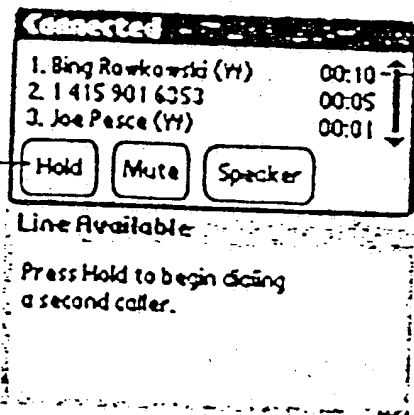 Connected
1. Bing Rowkowski (W) 00:10
2. 1 415 901 6353 00:05
3. Joe Pesce (W) 00:01
Hold Mute Speaker
Line Available
Press Hold to begin dialing
a second caller.